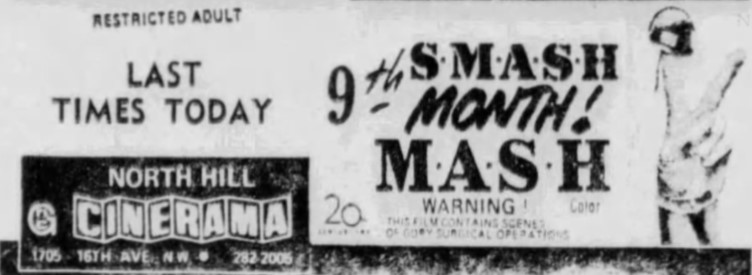 RESTRICTED ADULT
LAST
TIMES TODAY
NORTH HILL
CINERAMA
1705 16TH AVE. N.W. 282-2005
9th S·M·A·S·H
MONTH!
M·A·S·H
WARNING! Color
THIS FILM CONTAINS SCENES
OF GORY SURGICAL OPERATIONS
20